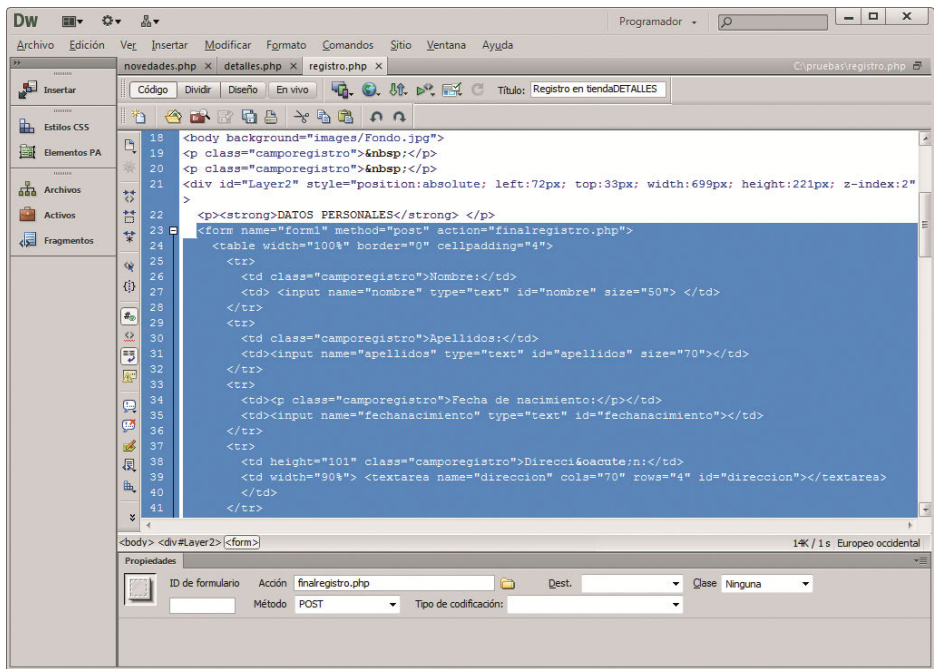 DW Programador
Archivo Edición Ver Insertar Modificar Formato Comandos Sitio Ventana Ayuda
novedades.php × detalles.php × registro.php × C:\pruebas\registro.php
Insertar
Estilos CSS
Elementos PA
Archivos
Activos
Fragmentos
Código Dividir Diseño En vivo Título: Registro en tiendaDETALLES
18 <body background="images/Fondo.jpg">
19 <p class="camporegistro">&nbsp;</p>
20 <p class="camporegistro">&nbsp;</p>
21 <div id="Layer2" style="position:absolute; left:72px; top:33px; width:699px; height:221px; z-index:2"
>
22 <p><strong>DATOS PERSONALES</strong> </p>
23 <form name="form1" method="post" action="finalregistro.php">
24 <table width="100%" border="0" cellpadding="4">
25 <tr>
26 <td class="camporegistro">Nombre:</td>
27 <td> <input name="nombre" type="text" id="nombre" size="50"> </td>
28 </tr>
29 <tr>
30 <td class="camporegistro">Apellidos:</td>
31 <td><input name="apellidos" type="text" id="apellidos" size="70"></td>
32 </tr>
33 <tr>
34 <td><p class="camporegistro">Fecha de nacimiento:</p></td>
35 <td><input name="fechanacimiento" type="text" id="fechanacimiento"></td>
36 </tr>
37 <tr>
38 <td height="101" class="camporegistro">Direcci&oacute;n:</td>
39 <td width="90%"> <textarea name="direccion" cols="70" rows="4" id="direccion"></textarea>
40 </td>
41 </tr>
<body> <div#Layer2> <form> 14K / 1 s Europeo occidental
Propiedades
ID de formulario Acción finalregistro.php Dest. Clase Ninguna
Método POST Tipo de codificación: